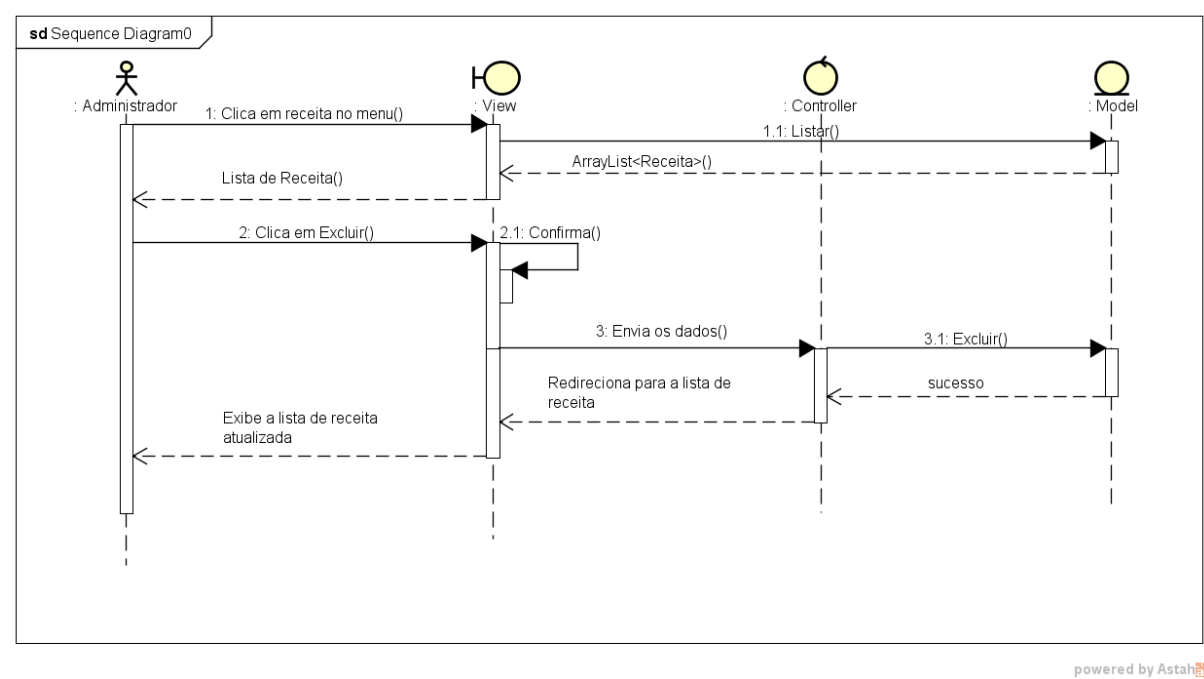 sd Sequence Diagram0
: Administrador
: View
: Controller
: Model
1: Clica em receita no menu()
1.1: Listar()
ArrayList<Receita>()
Lista de Receita()
2: Clica em Excluir()
2.1: Confirma()
3: Envia os dados()
3.1: Excluir()
sucesso
Redireciona para a lista de
receita
Exibe a lista de receita
atualizada
powered by Astah